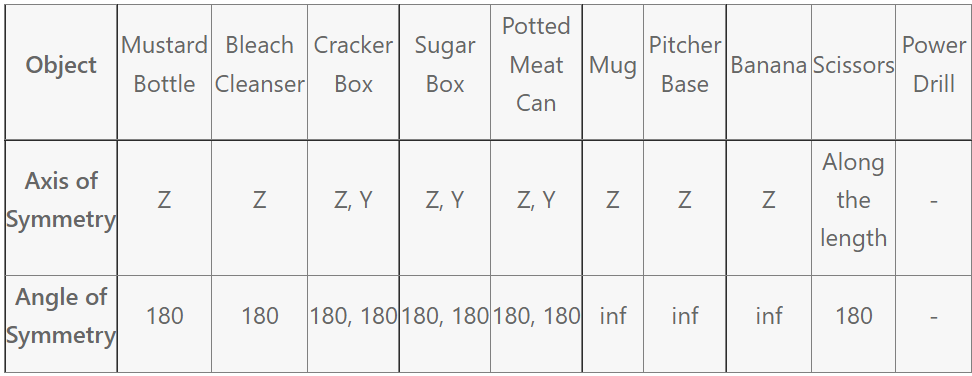 Object Mustard Bottle Bleach Cleanser Cracker Box Sugar Box Potted Meat Can Mug Pitcher Base Banana Scissors Power Drill
Axis of Symmetry Z Z Z, Y Z, Y Z, Y Z Z Z Along the length -
Angle of Symmetry 180 180 180, 180 180, 180 180, 180 inf inf inf 180 -